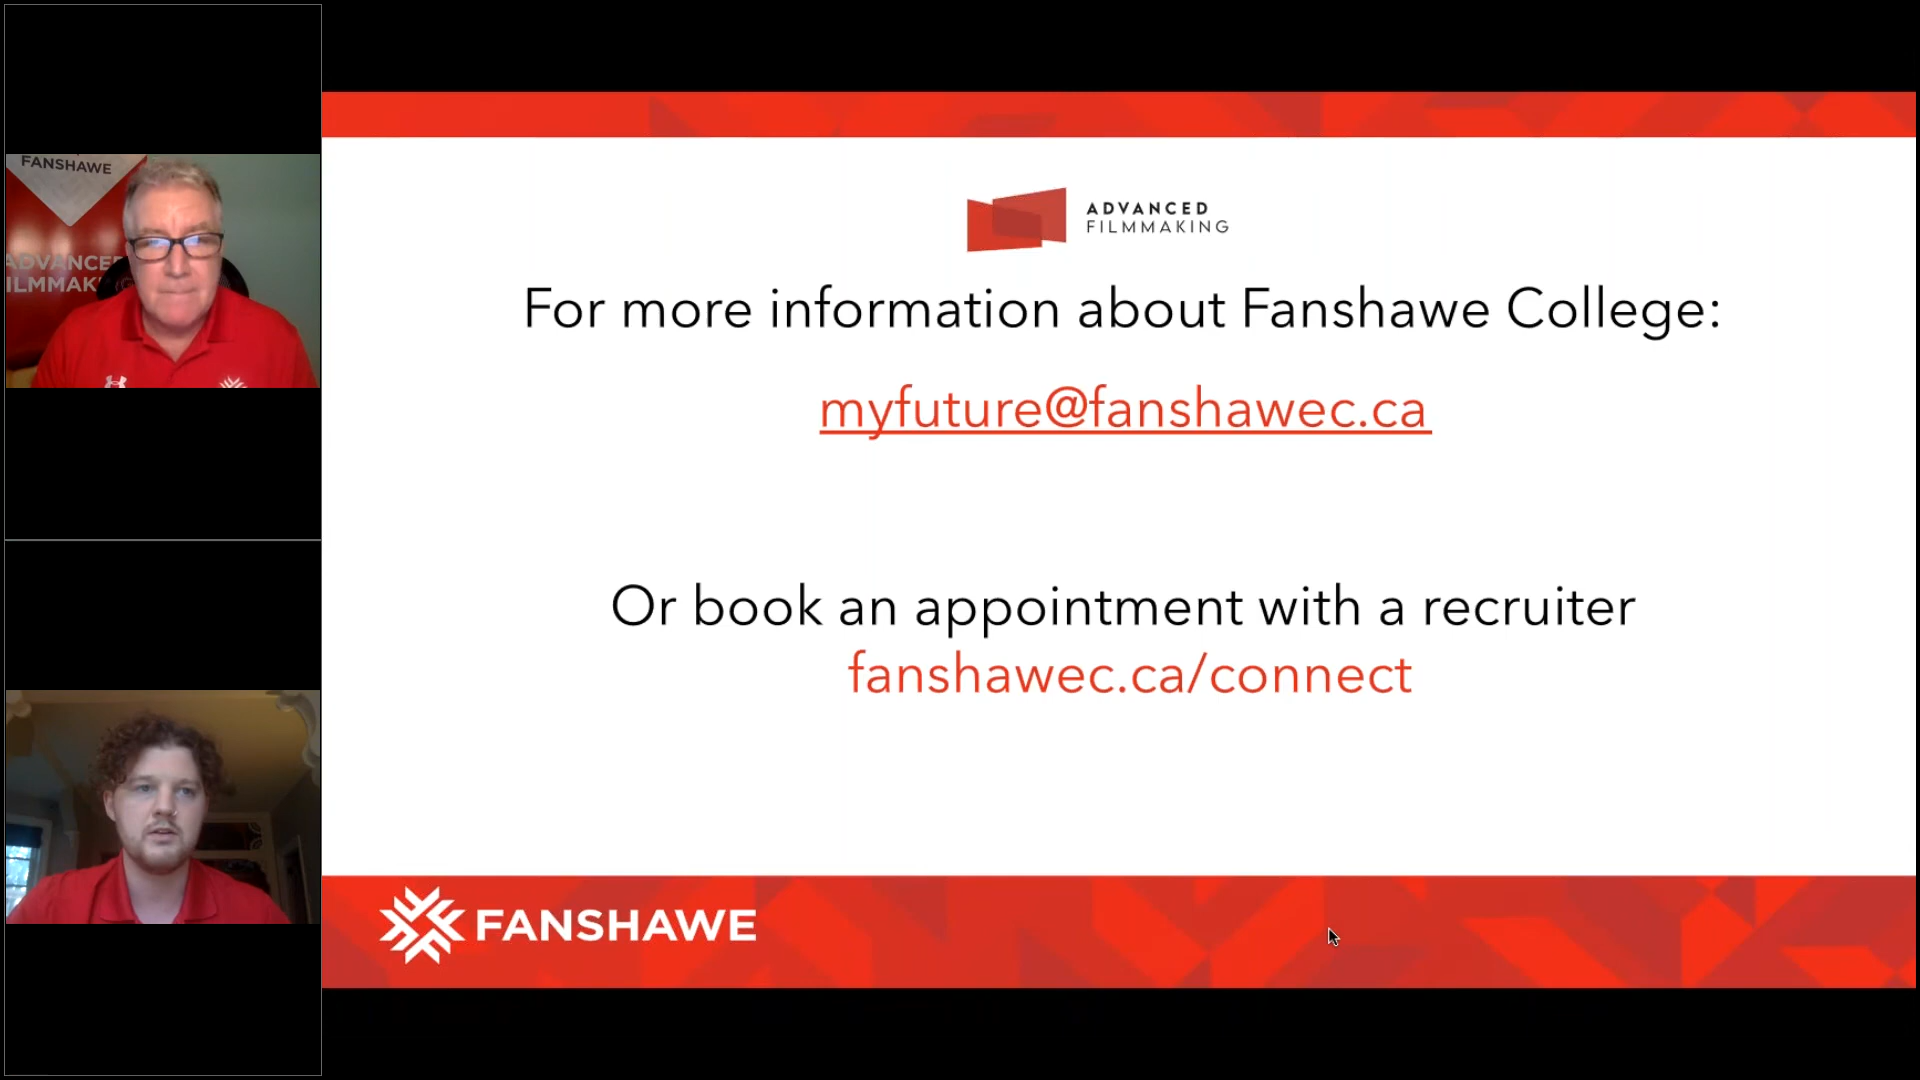 FANSHAWE
ADVANCED
FILMMAKING
For more information about Fanshawe College:
myfuture@fanshawec.ca
Or book an appointment with a recruiter
fanshawec.ca/connect
FANSHAWE